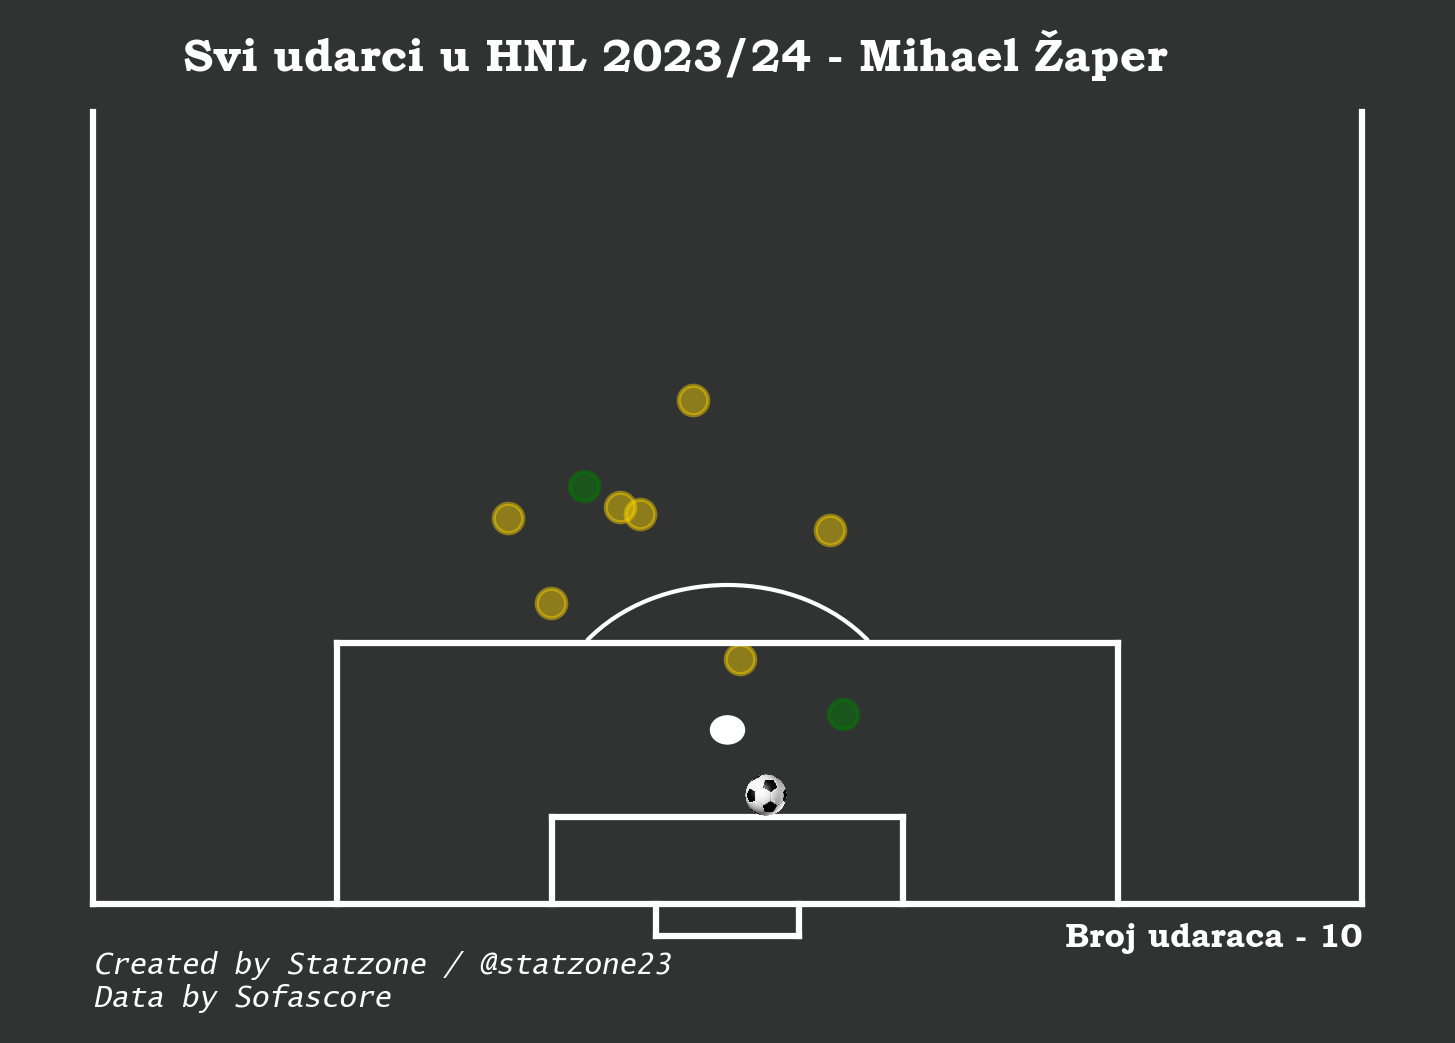 Svi udarci u HNL 2023/24 - Mihael Žaper
Broj udaraca - 10
Created by Statzone / @statzone23
Data by Sofascore